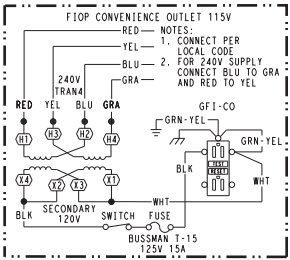 FIOP CONVENIENCE OUTLET 115V
RED
YEL
BLU
GRA
NOTES:
1. CONNECT PER
LOCAL CODE
2. FOR 240V SUPPLY
CONNECT BLU TO GRA
AND RED TO YEL
240V
TRAN4
RED YEL BLU GRA
H1 H3 H2 H4
GFI-CO
GRN-YEL
GRN-YEL
TEST
RESET
BLK
WHT
X4 X2 X3 X1
WHT
BLK
SECONDARY
120V
SWITCH FUSE
BUSSMAN T-15
125V 15A